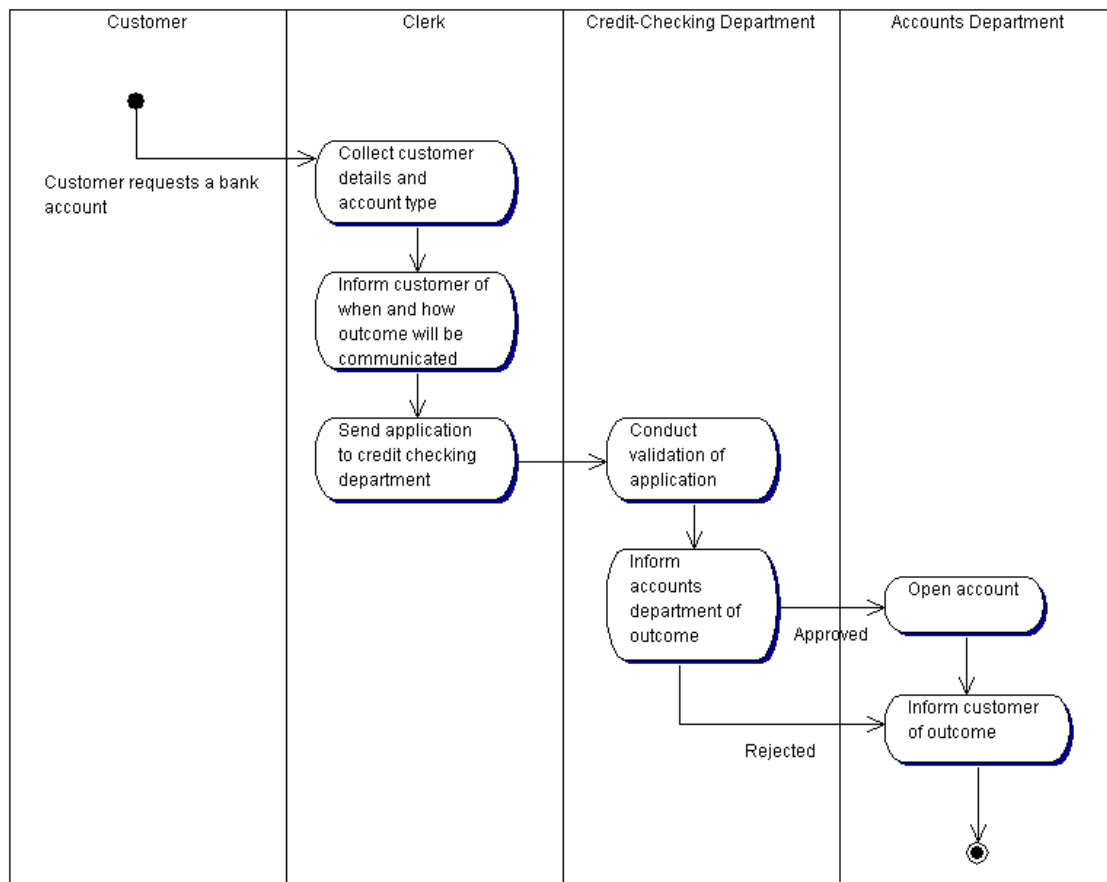 Customer
Clerk
Credit-Checking Department
Accounts Department
Customer requests a bank
account
Collect customer
details and
account type
Inform customer of
when and how
outcome will be
communicated
Send application
to credit checking
department
Conduct
validation of
application
Inform
accounts
department of
outcome
Approved
Open account
Rejected
Inform customer
of outcome